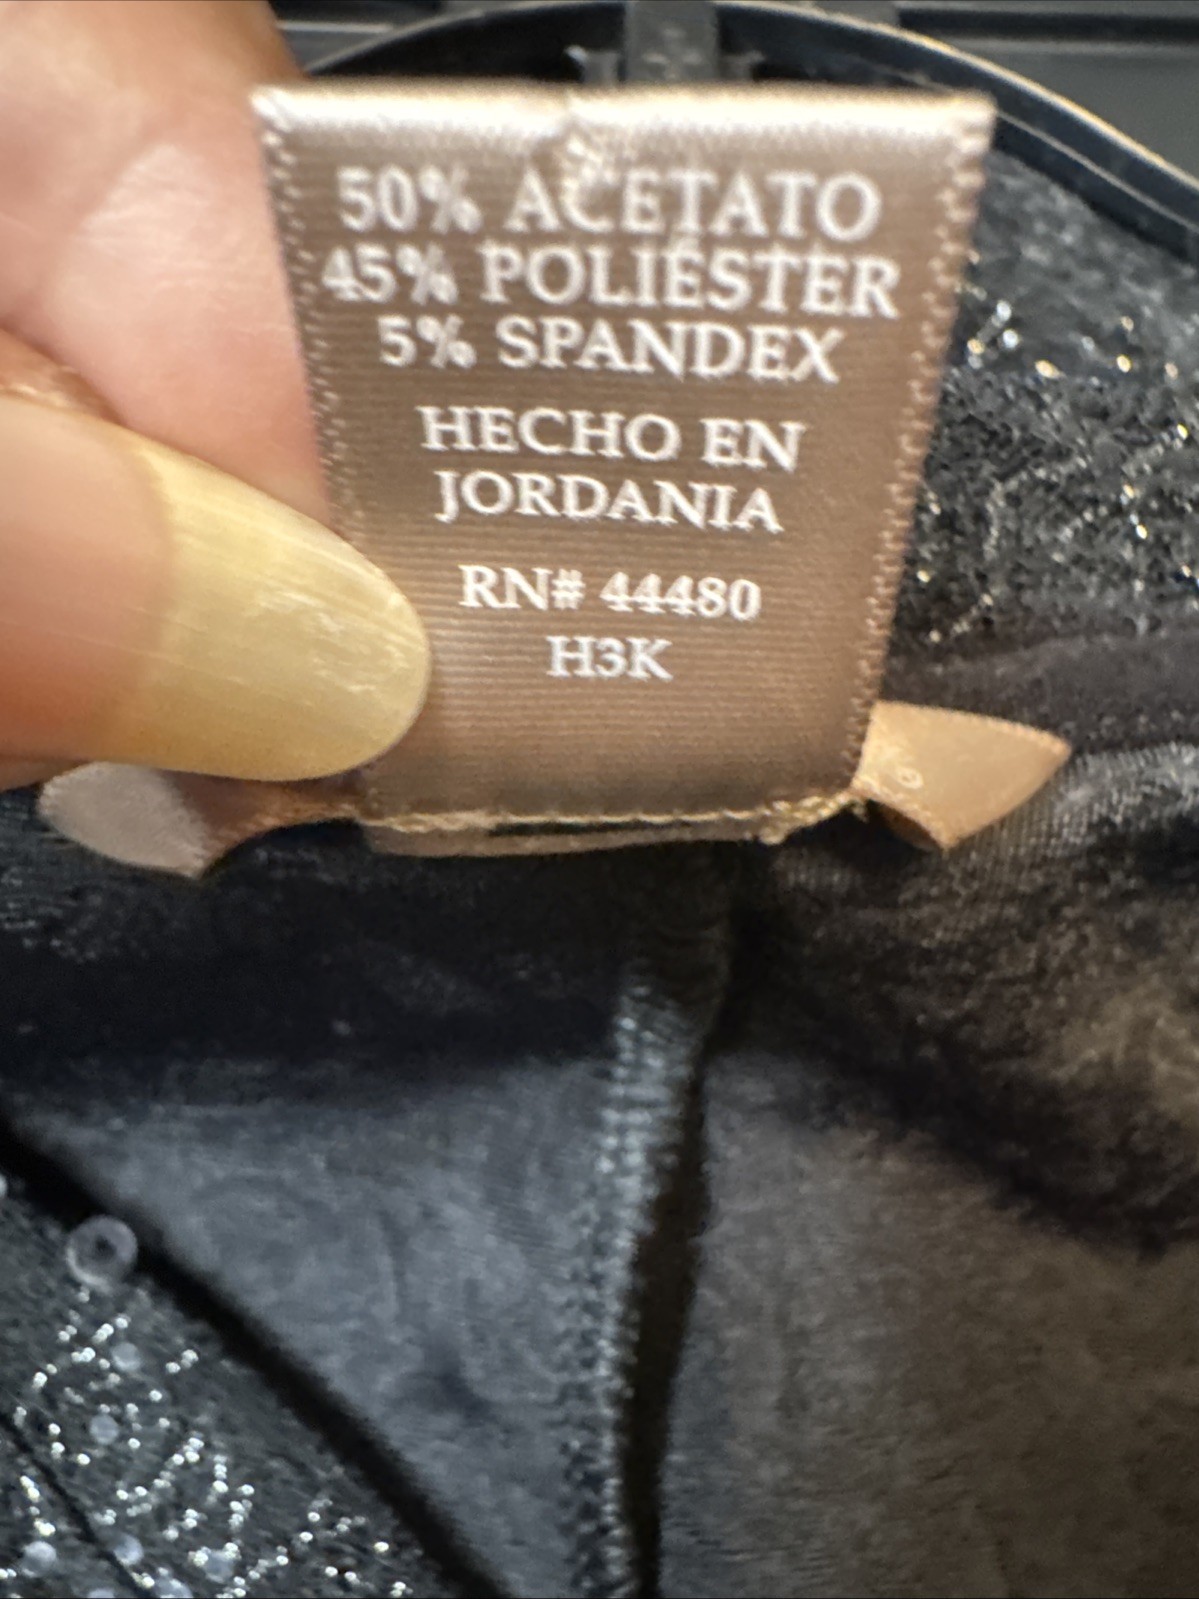 50% ACETATO
45% POLIÉSTER
5% SPANDEX
HECHO EN
JORDANIA
RN# 44480
H3K